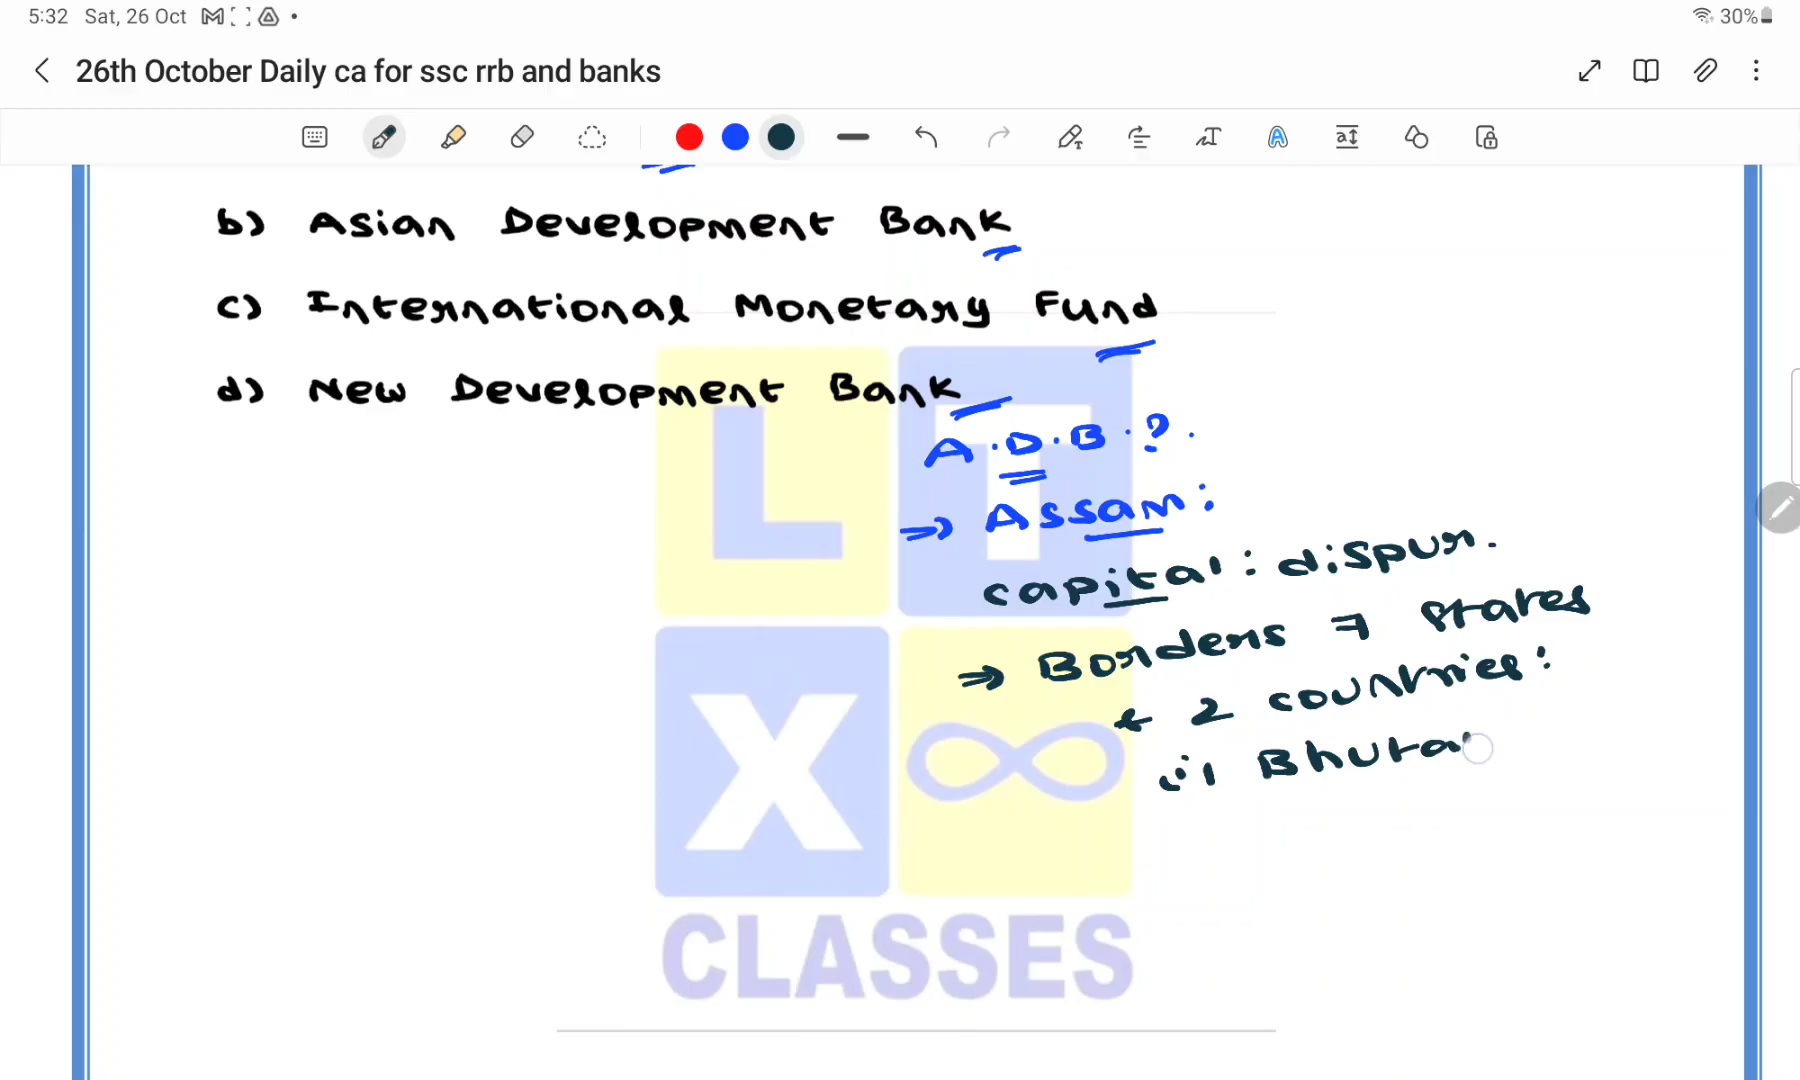 5:32 Sat, 26 Oct
30%
26th October Daily ca for ssc rrb and banks
b) Asian Development Bank
c) International Monetary Fund
d) New Development Bank
A.D.B.?.
⇒ Assam:
capital: dispur.
⇒ Borders 7 states
& 2 countries:
(i) Bhuta
L T
X ∞
CLASSES